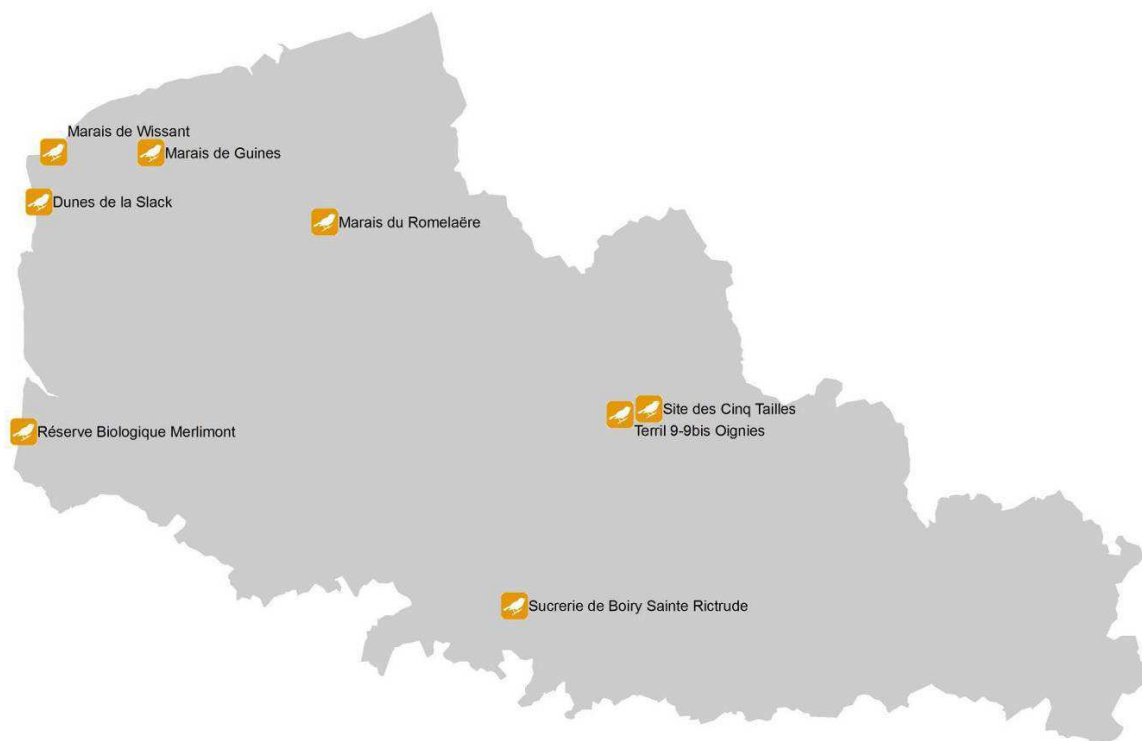 Marais de Wissant
Marais de Guines
Dunes de la Slack
Marais du Romelaëre
Site des Cinq Tailles
Terril 9-9bis Oignies
Réserve Biologique Merlimont
Sucrerie de Boiry Sainte Rictrude